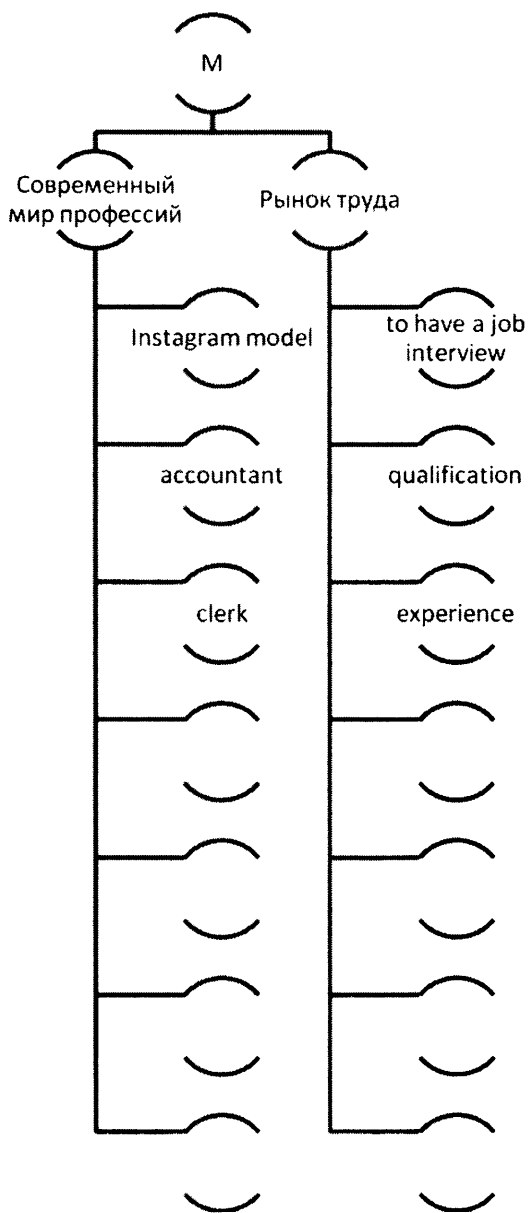 М
Современный
мир профессий
Рынок труда
Instagram model
accountant
clerk
to have a job
interview
qualification
experience